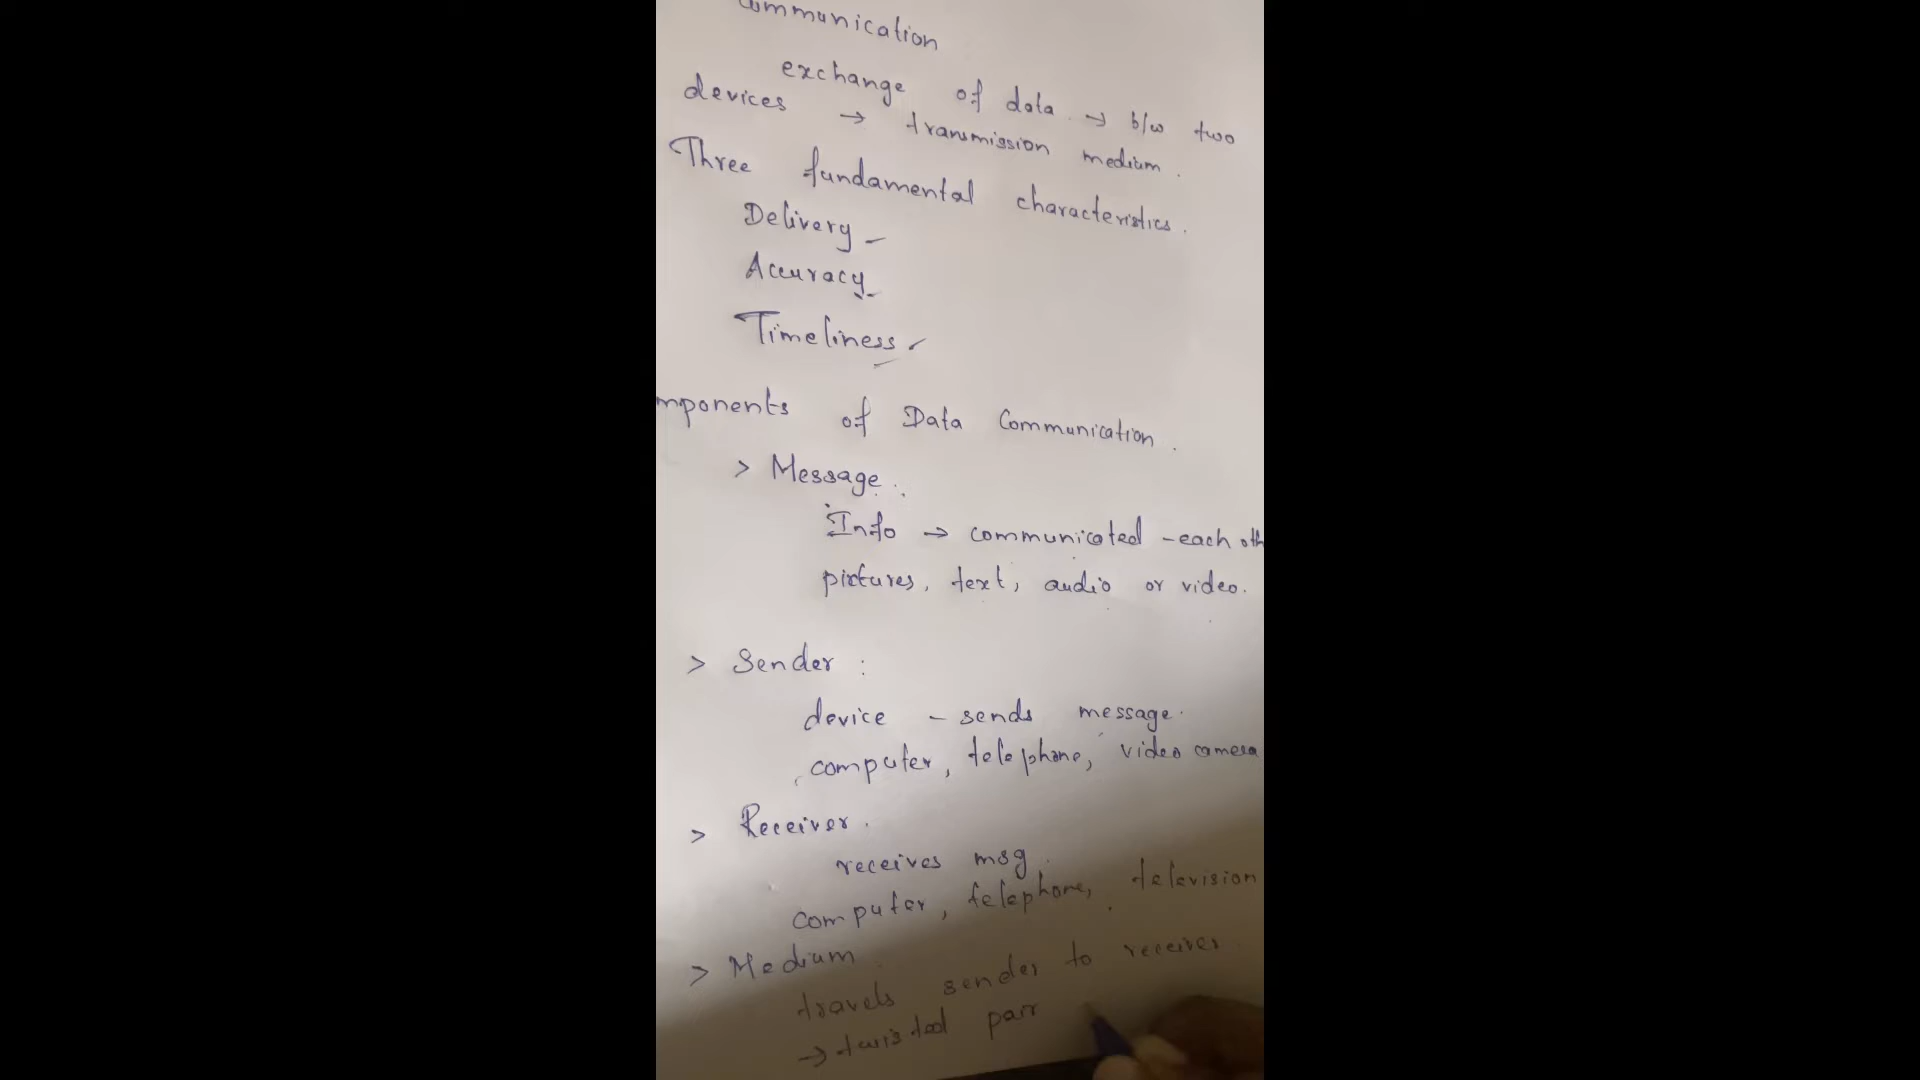 ommunication
exchange of data → b/w two
devices → transmission medium.
Three fundamental characteristics.
Delivery
Accuracy
Timeliness
mponents of Data Communication.
> Message.
Info → communicated - each oth
pictures, text, audio or video.
> Sender :
device - sends message.
computer, telephone, video camera
> Receiver.
receives msg.
computer, telephone, television
> Medium
travels sender to receiver
→ twisted pair